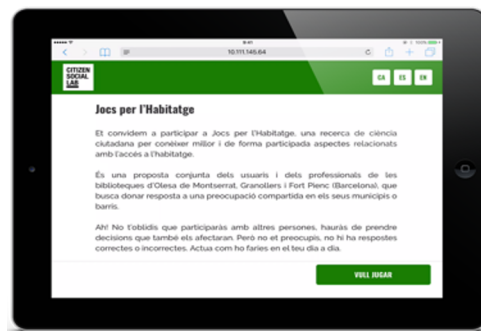 9:41
100%
10.111.145.64
CITIZEN
SOCIAL
LAB
CA ES EN
Jocs per l'Habitatge
Et convidem a participar a Jocs per l'Habitatge, una recerca de ciència
ciutadana per conèixer millor i de forma participada aspectes relacionats
amb l'accés a l'habitatge.
És una proposta conjunta dels usuaris i dels professionals de les
biblioteques d'Olesa de Montserrat, Granollers i Fort Pienc (Barcelona), que
busca donar resposta a una preocupació compartida en els seus municipis o
barris.
Ah! No t'oblidis que participaràs amb altres persones, hauràs de prendre
decisions que també els afectaran. Però no et preocupis, no hi ha respostes
correctes o incorrectes. Actua com ho faries en el teu dia a dia.
VULL JUGAR